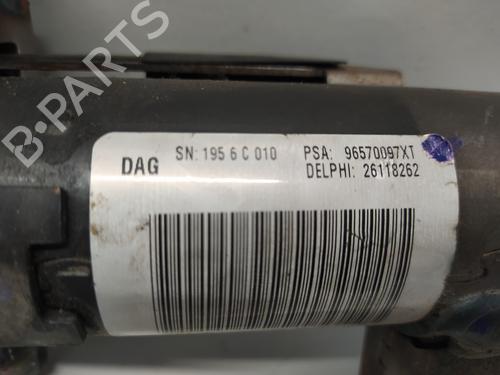 B-PARTS
DAG
SN: 195 6 C 010
PSA: 96570097XT
DELPHI: 26118262